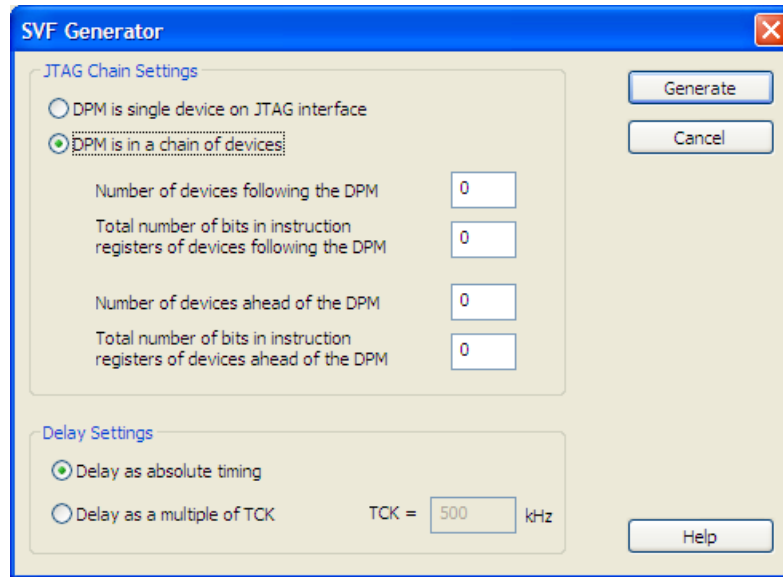 SVF Generator
JTAG Chain Settings
DPM is single device on JTAG interface
DPM is in a chain of devices
Number of devices following the DPM 0
Total number of bits in instruction
registers of devices following the DPM 0
Number of devices ahead of the DPM 0
Total number of bits in instruction
registers of devices ahead of the DPM 0
Delay Settings
Delay as absolute timing
Delay as a multiple of TCK TCK = 500 kHz
Generate
Cancel
Help